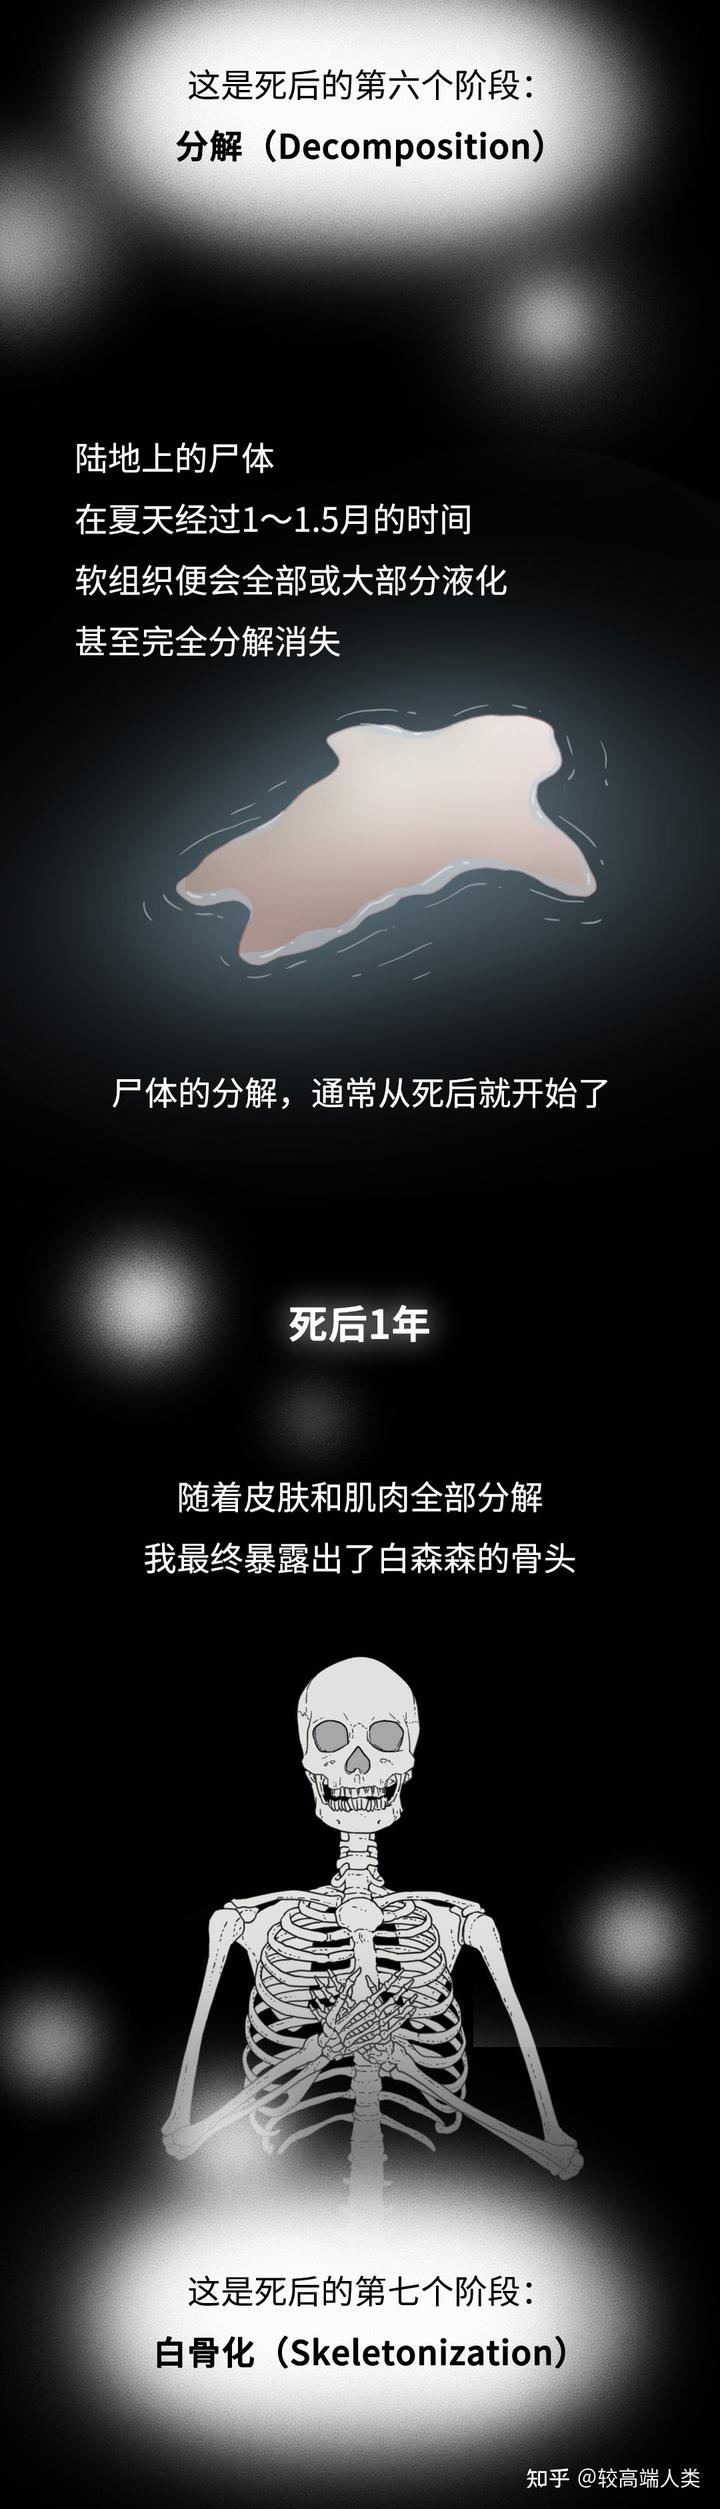 这是死后的第六个阶段：
分解（Decomposition）
陆地上的尸体
在夏天经过1～1.5月的时间
软组织便会全部或大部分液化
甚至完全分解消失
尸体的分解，通常从死后就开始了
死后1年
随着皮肤和肌肉全部分解
我最终暴露出了白森森的骨头
这是死后的第七个阶段：
白骨化（Skeletonization）
知乎 @较高端人类